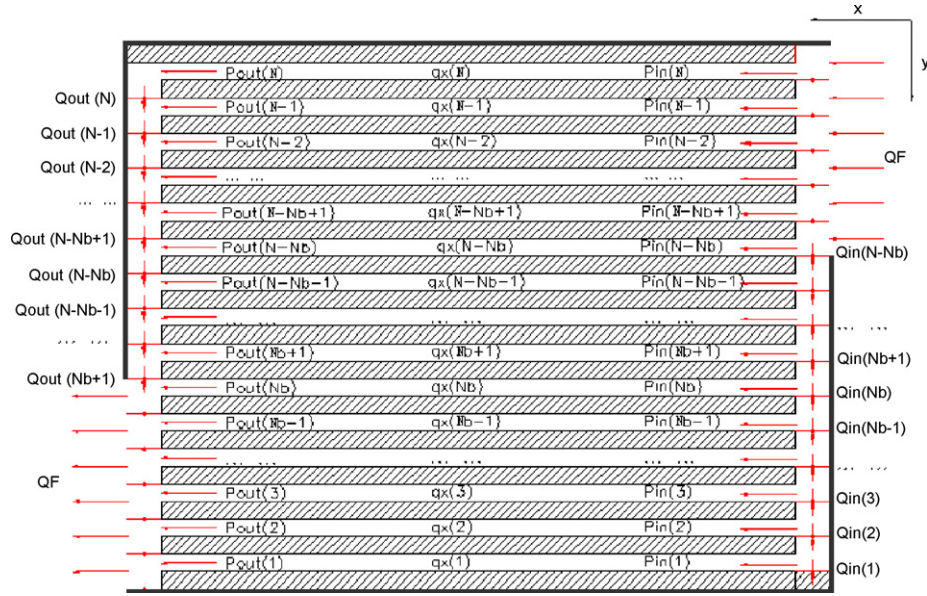 x
y
Pout(N) qx(N) Pin(N)
Qout (N)
Pout(N-1) qx(N-1) Pin(N-1)
Qout (N-1)
Pout(N-2) qx(N-2) Pin(N-2)
QF
Qout (N-2)
... ... ... ... ... ...
... ...
Pout(N-Nb+1) qx(N-Nb+1) Pin(N-Nb+1)
Qout (N-Nb+1)
Pout(N-Nb) qx(N-Nb) Pin(N-Nb) Qin(N-Nb)
Qout (N-Nb)
Pout(N-Nb-1) qx(N-Nb-1) Pin(N-Nb-1)
Qout (N-Nb-1)
... ... ... ... ... ... ... ...
... ...
Pout(Nb+1) qx(Nb+1) Pin(Nb+1) Qin(Nb+1)
Qout (Nb+1)
Pout(Nb) qx(Nb) Pin(Nb) Qin(Nb)
Pout(Nb-1) qx(Nb-1) Pin(Nb-1) Qin(Nb-1)
... ... ... ... ... ... ... ...
QF
Pout(3) qx(3) Pin(3) Qin(3)
Pout(2) qx(2) Pin(2) Qin(2)
Pout(1) qx(1) Pin(1) Qin(1)